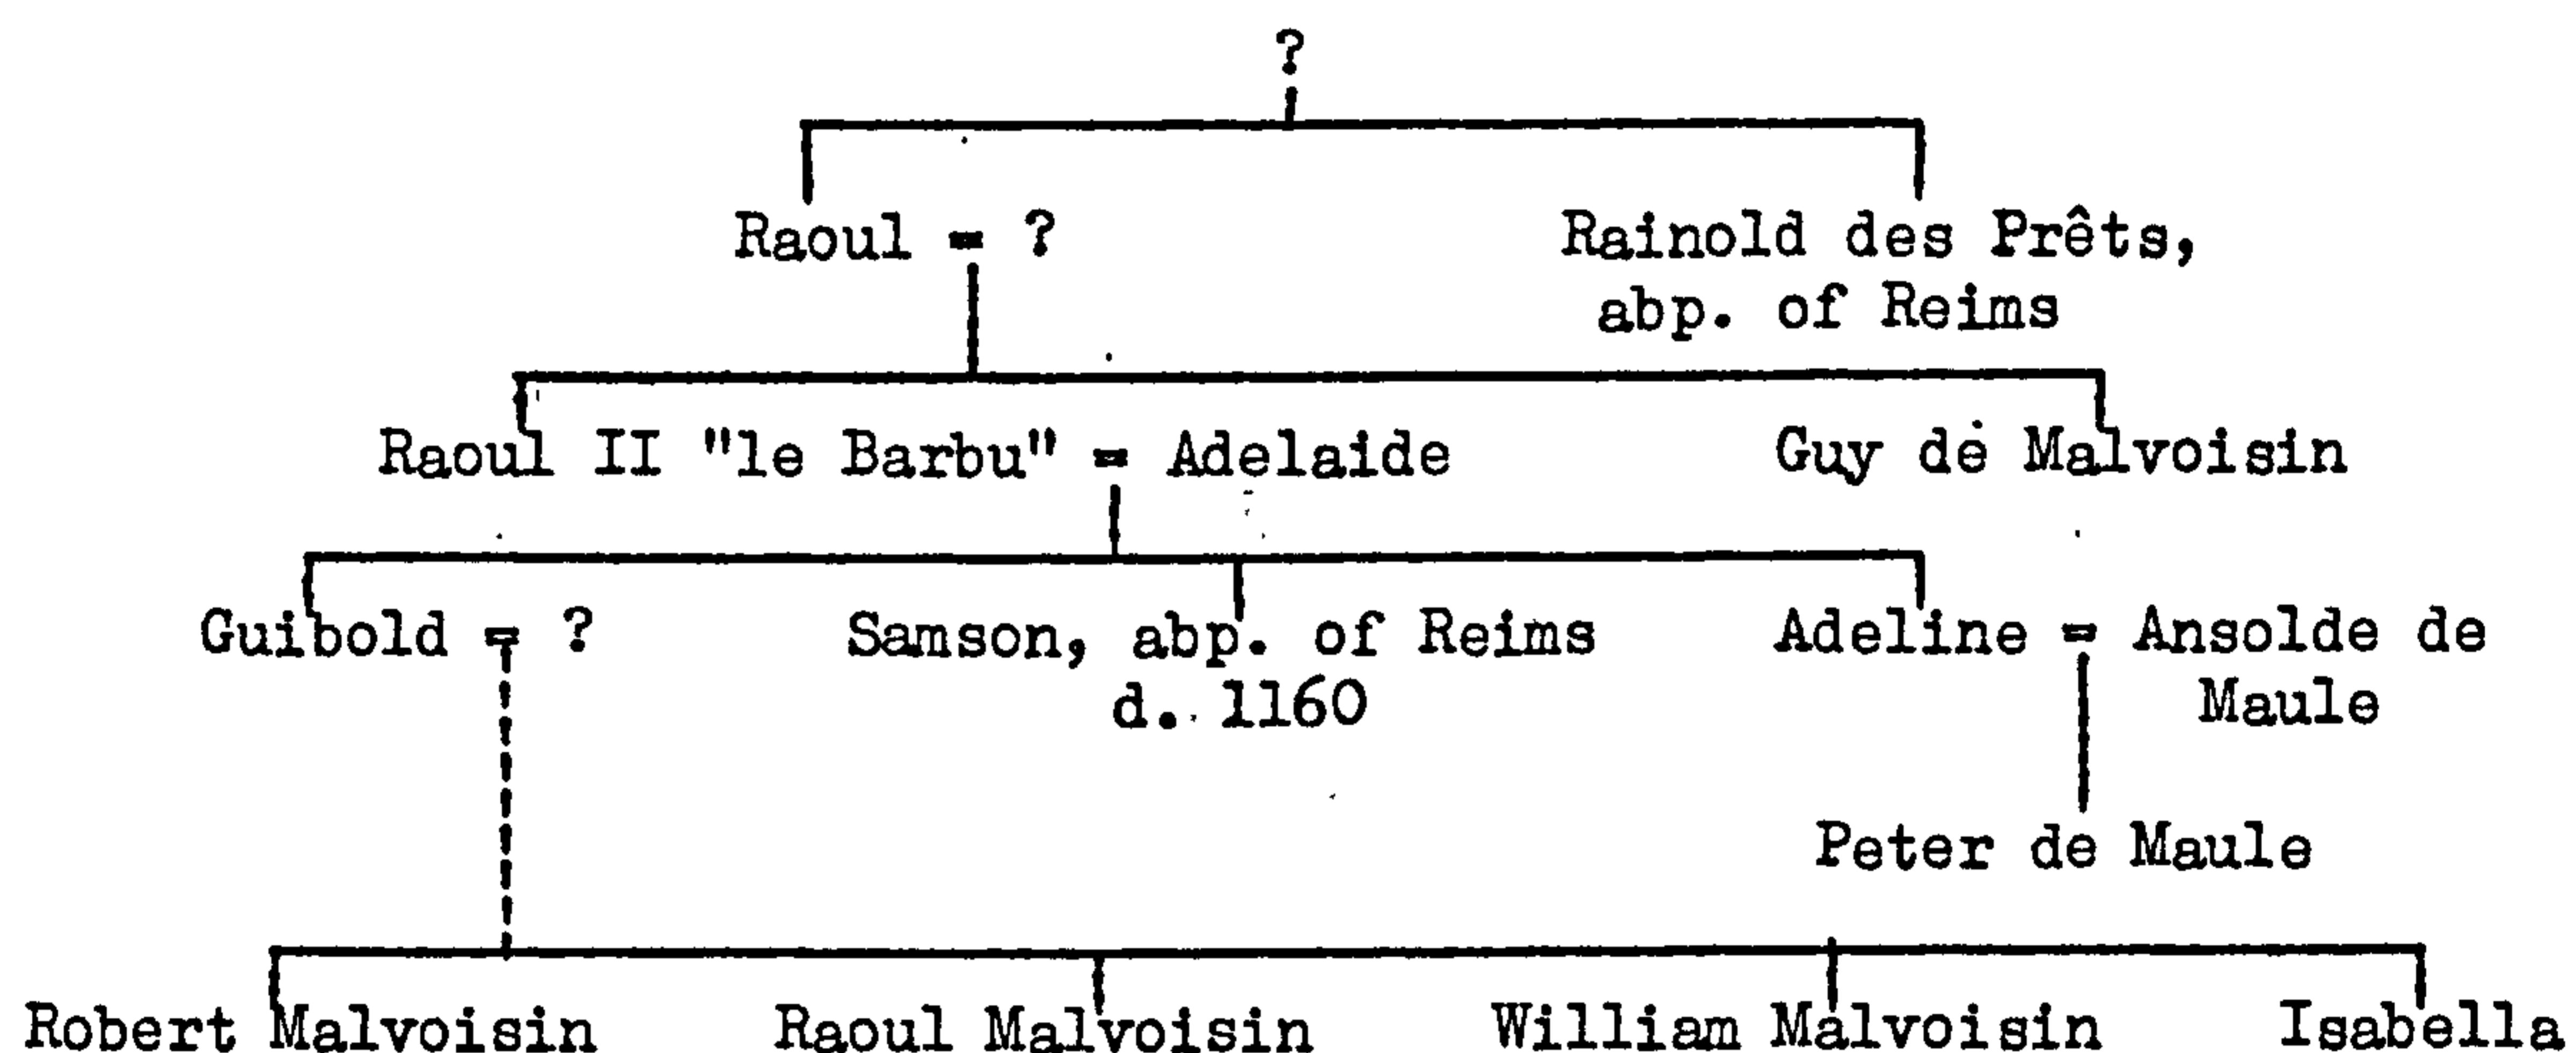 ?
Raoul = ? Rainold des Prêts,
abp. of Reims
Raoul II "le Barbu" = Adelaide Guy de Malvoisin
Guibold = ? Samson, abp. of Reims Adeline = Ansolde de
d. 1160 Maule
Peter de Maule
Robert Malvoisin Raoul Malvoisin William Malvoisin Isabella